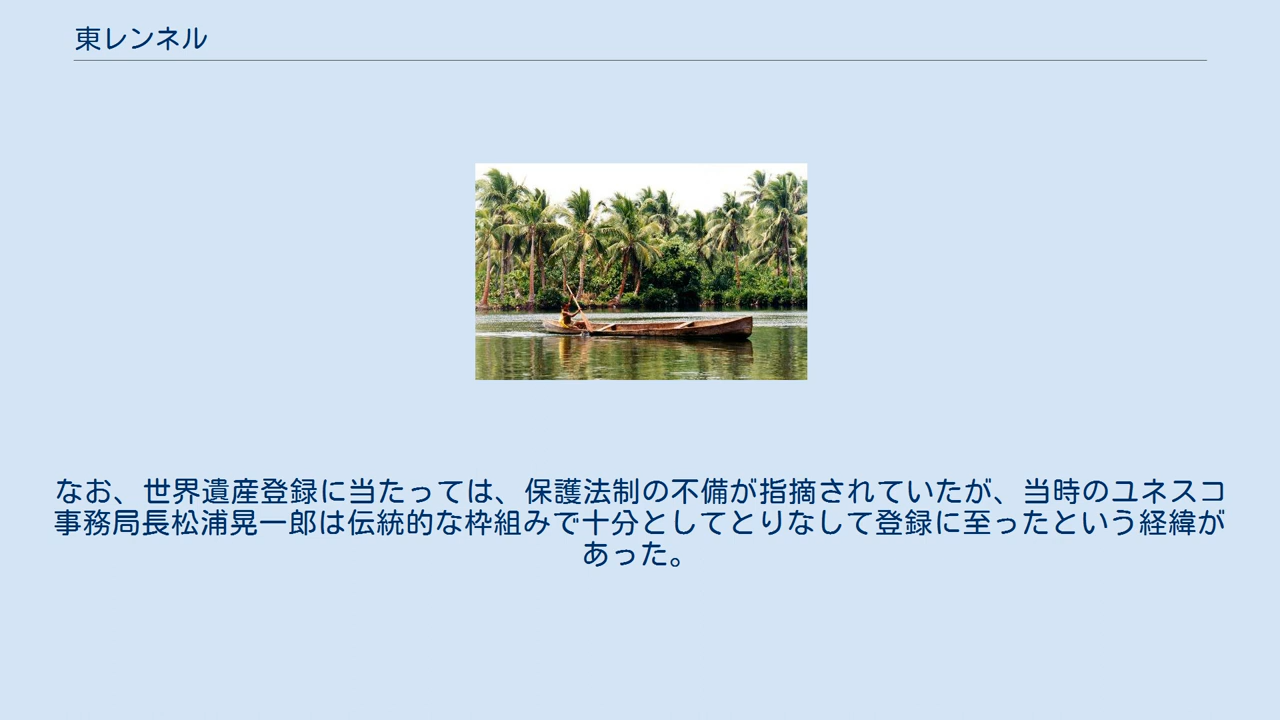 東レンネル
なお、世界遺産登録に当たっては、保護法制の不備が指摘されていたが、当時のユネスコ
事務局長松浦晃一郎は伝統的な枠組みで十分としてとりなして登録に至ったという経緯が
あった。